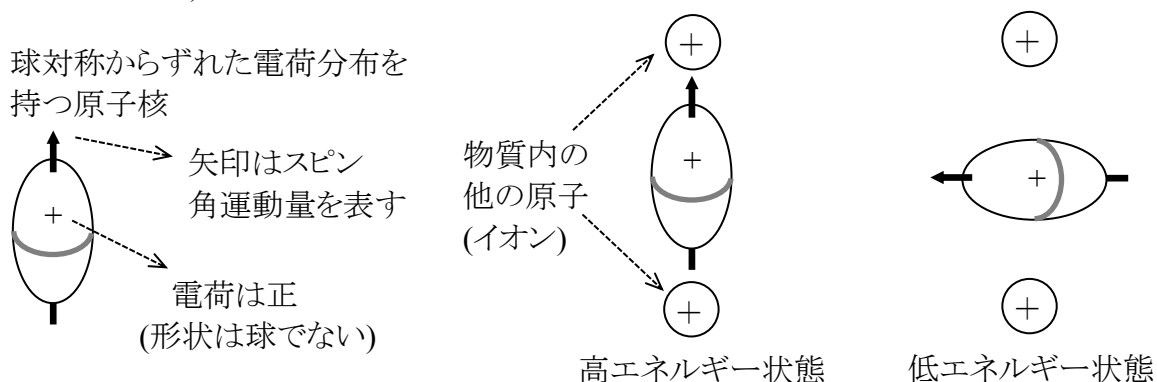 球対称からずれた電荷分布を
持つ原子核
矢印はスピン
角運動量を表す
+
電荷は正
(形状は球でない)
物質内の
他の原子
(イオン)
+
+
+
高エネルギー状態
+
+
+
低エネルギー状態